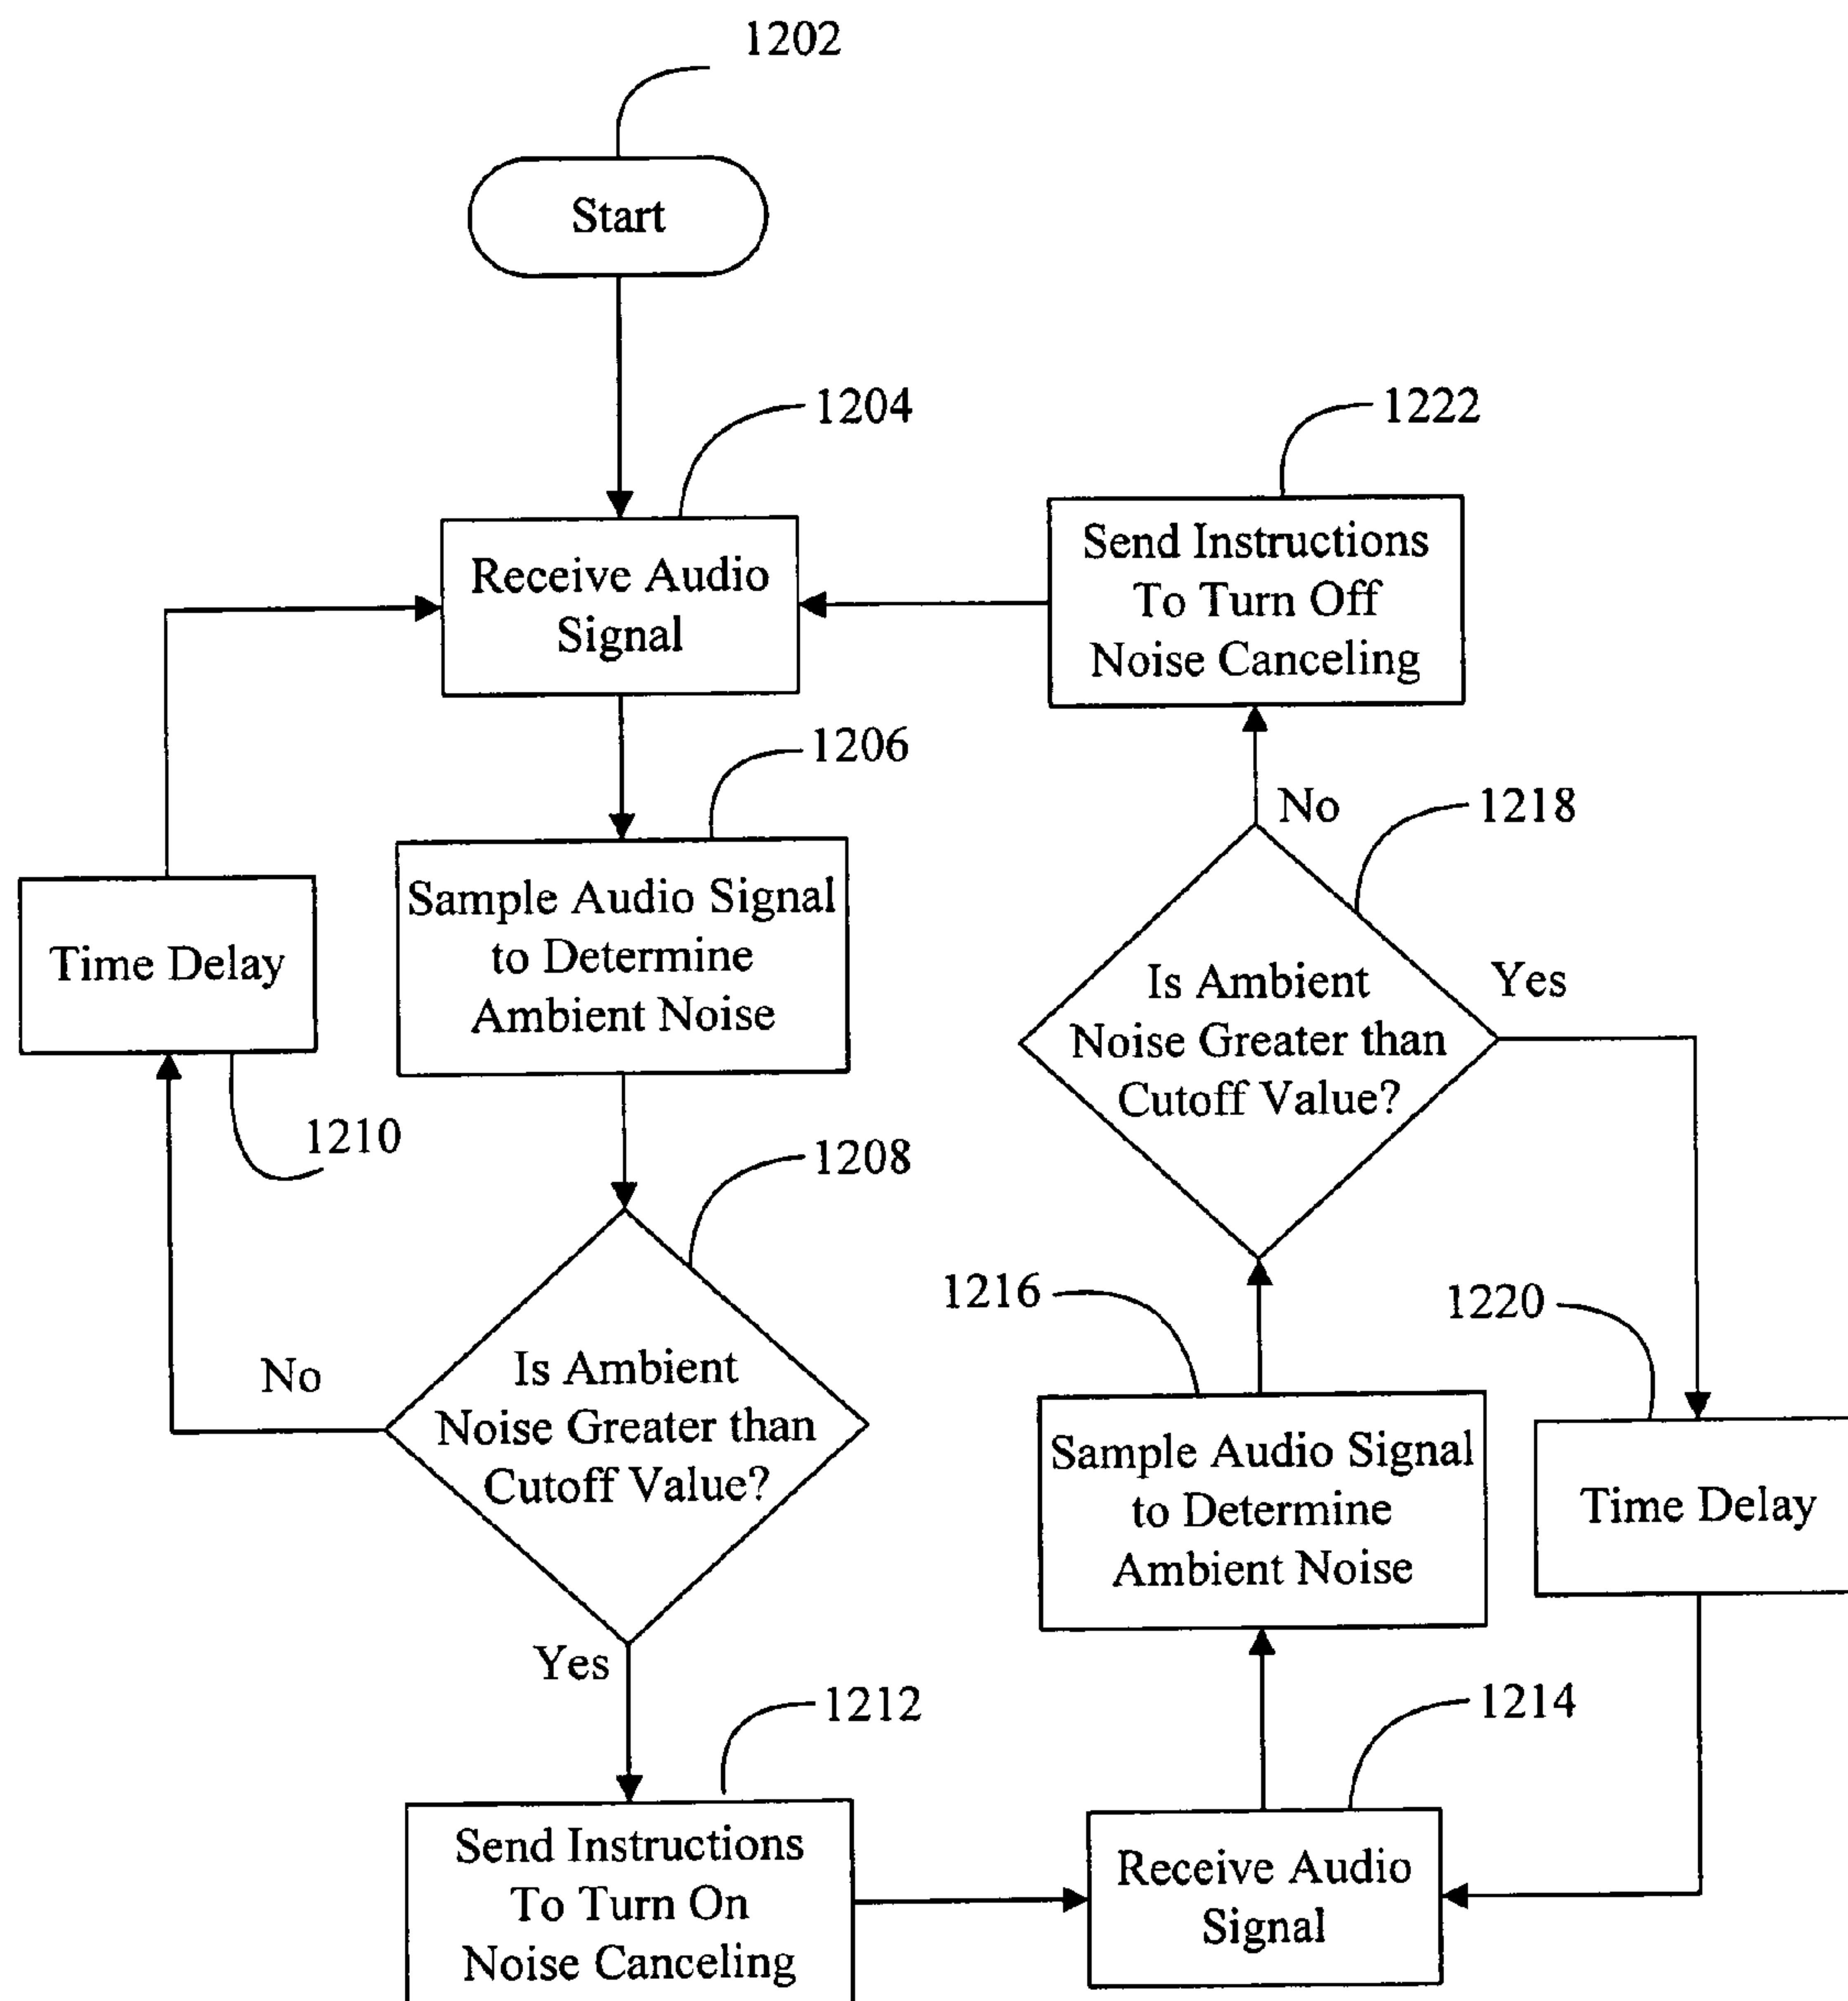 1202
Start
1204
Receive Audio
Signal
1222
Send Instructions
To Turn Off
Noise Canceling
1206
Sample Audio Signal
to Determine
Ambient Noise
Time Delay
1210
1208
Is Ambient
Noise Greater than
Cutoff Value?
No
Yes
1212
Send Instructions
To Turn On
Noise Canceling
1214
Receive Audio
Signal
1216
Sample Audio Signal
to Determine
Ambient Noise
1218
Is Ambient
Noise Greater than
Cutoff Value?
No
Yes
1220
Time Delay